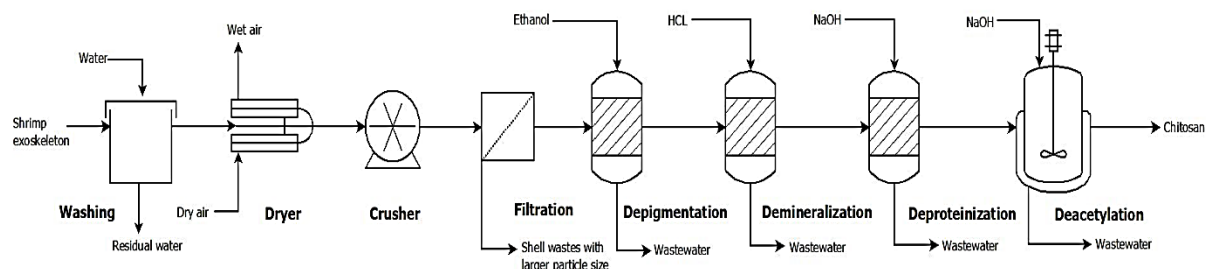 Ethanol
HCL
NaOH
NaOH
Wet air
Water
Shrimp
exoskeleton
Chitosan
Washing
Dry air
Dryer
Crusher
Filtration
Depigmentation
Demineralization
Deproteinization
Deacetylation
Residual water
Shell wastes with
larger particle size
Wastewater
Wastewater
Wastewater
Wastewater